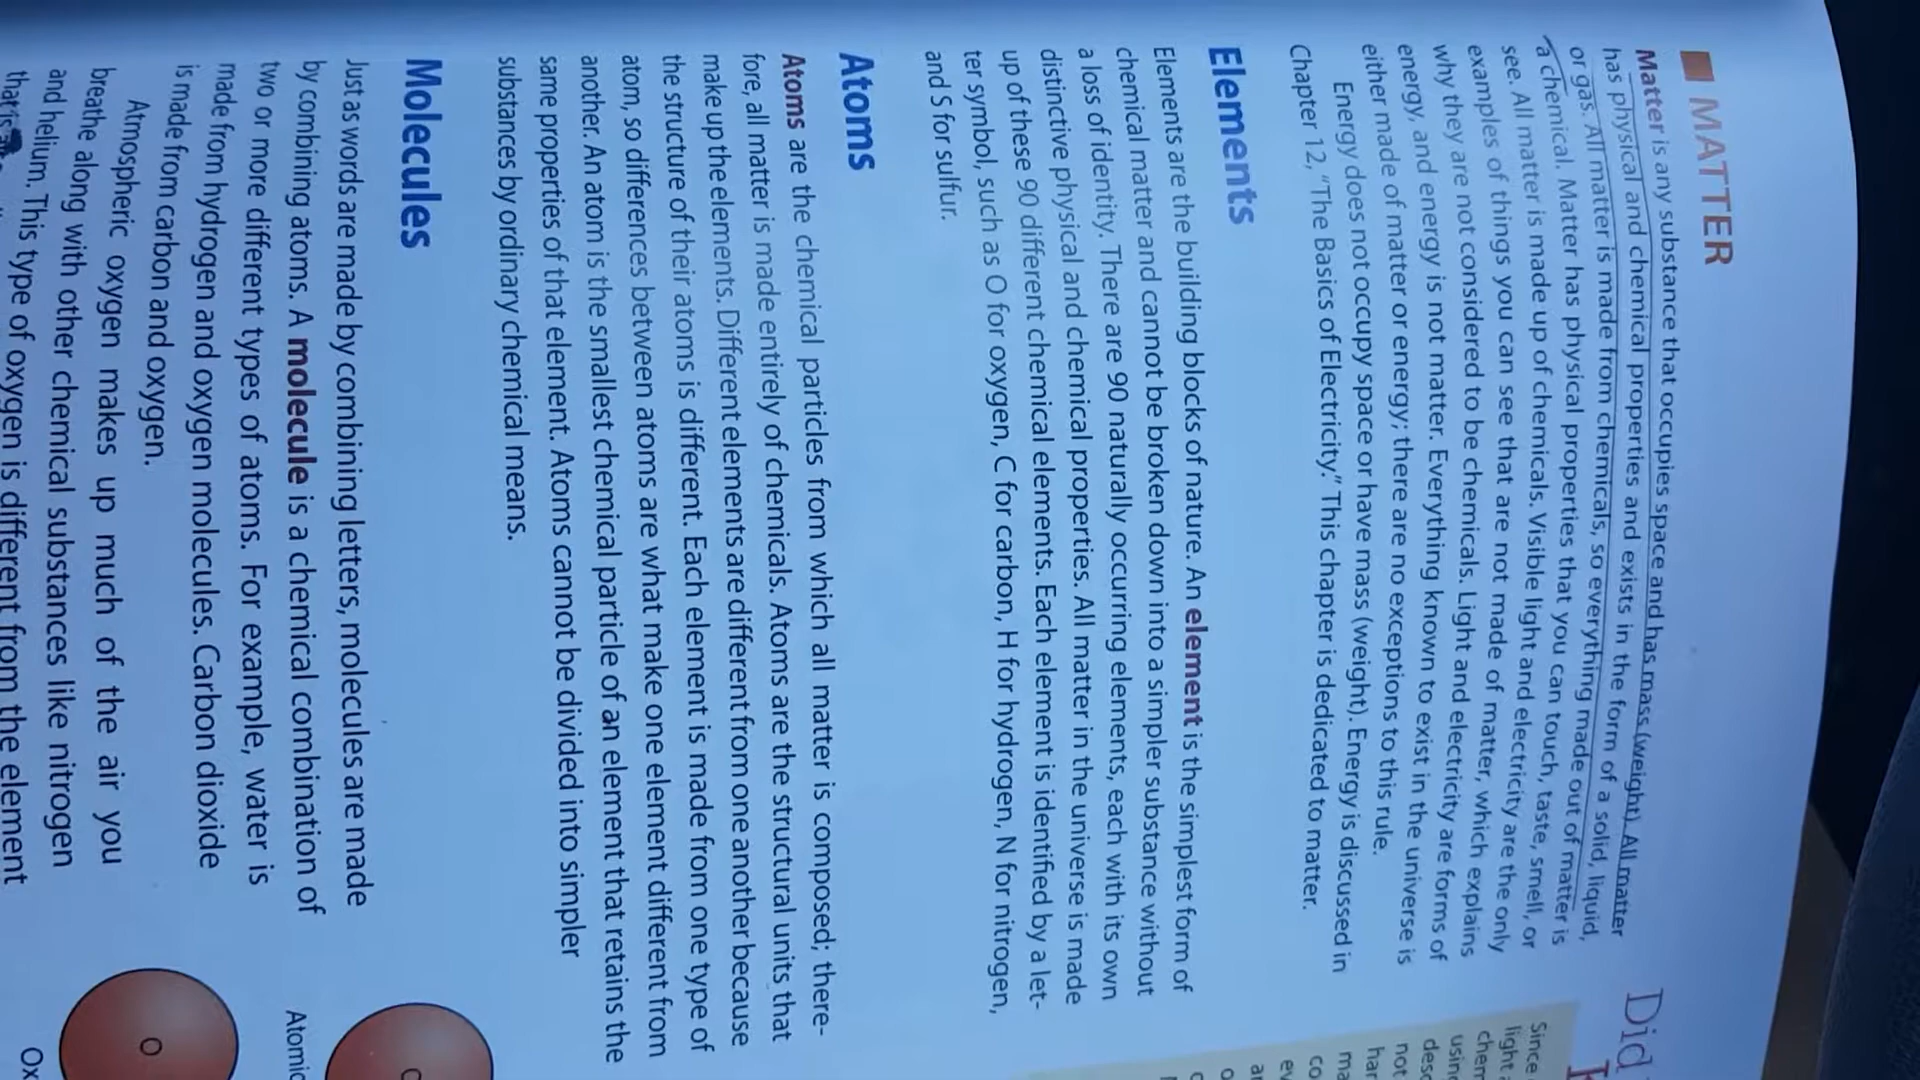 MATTER
Matter is any substance that occupies space and has mass (weight). All matter
has physical and chemical properties and exists in the form of a solid, liquid,
or gas. All matter is made from chemicals, so everything made out of matter is
a chemical. Matter has physical properties that you can touch, taste, smell, or
see. All matter is made up of chemicals. Visible light and electricity are the only
examples of things you can see that are not made of matter, which explains
why they are not considered to be chemicals. Light and electricity are forms of
energy, and energy is not matter. Everything known to exist in the universe is
either made of matter or energy; there are no exceptions to this rule.
Energy does not occupy space or have mass (weight). Energy is discussed in
Chapter 12, "The Basics of Electricity." This chapter is dedicated to matter.
Elements
Elements are the building blocks of nature. An element is the simplest form of
chemical matter and cannot be broken down into a simpler substance without
a loss of identity. There are 90 naturally occurring elements, each with its own
distinctive physical and chemical properties. All matter in the universe is made
up of these 90 different chemical elements. Each element is identified by a let-
ter symbol, such as O for oxygen, C for carbon, H for hydrogen, N for nitrogen,
and S for sulfur.
Atoms
Atoms are the chemical particles from which all matter is composed; there-
fore, all matter is made entirely of chemicals. Atoms are the structural units that
make up the elements. Different elements are different from one another because
the structure of their atoms is different. Each element is made from one type of
atom, so differences between atoms are what make one element different from
another. An atom is the smallest chemical particle of an element that retains the
same properties of that element. Atoms cannot be divided into simpler
substances by ordinary chemical means.
Molecules
Just as words are made by combining letters, molecules are made
by combining atoms. A molecule is a chemical combination of
two or more different types of atoms. For example, water is
made from hydrogen and oxygen molecules. Carbon dioxide
is made from carbon and oxygen.
Atmospheric oxygen makes up much of the air you
breathe along with other chemical substances like nitrogen
and helium. This type of oxygen is different from the element
that is
Did
Since
light
not
O
Atomic
Ox